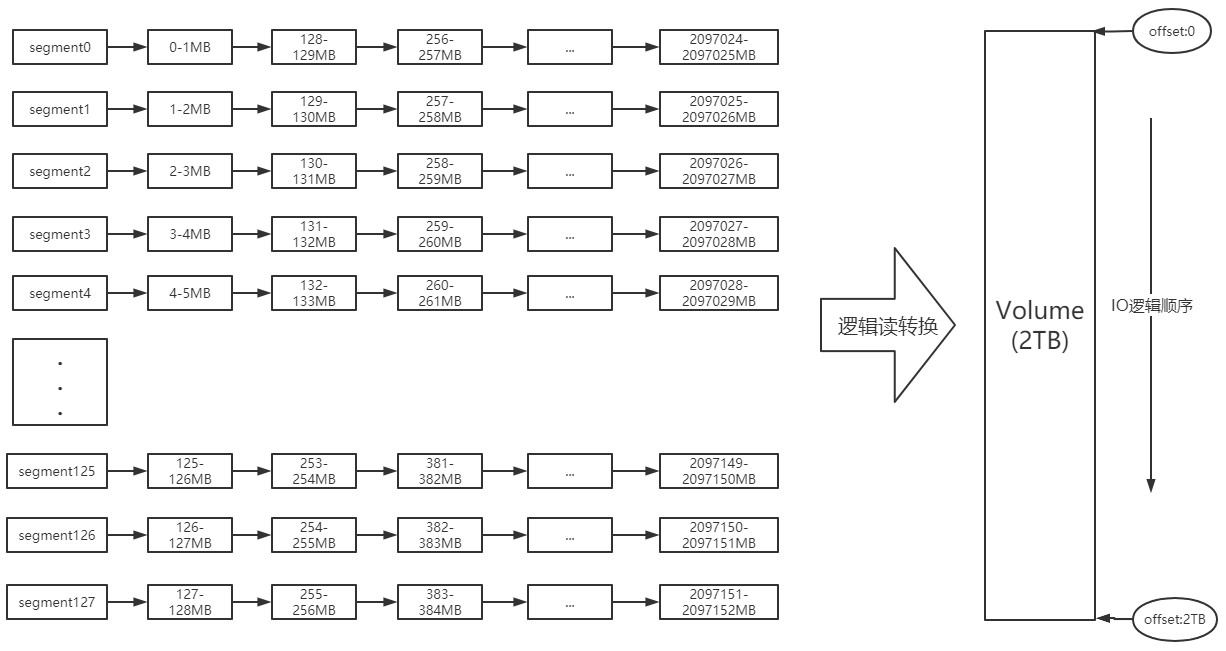 segment0
0-1MB
128-
129MB
256-
257MB
...
2097024-
2097025MB
segment1
1-2MB
129-
130MB
257-
258MB
...
2097025-
2097026MB
segment2
2-3MB
130-
131MB
258-
259MB
...
2097026-
2097027MB
segment3
3-4MB
131-
132MB
259-
260MB
...
2097027-
2097028MB
segment4
4-5MB
132-
133MB
260-
261MB
...
2097028-
2097029MB
.
.
.
segment125
125-
126MB
253-
254MB
381-
382MB
...
2097149-
2097150MB
segment126
126-
127MB
254-
255MB
382-
383MB
...
2097150-
2097151MB
segment127
127-
128MB
255-
256MB
383-
384MB
...
2097151-
2097152MB
逻辑读转换
Volume
(2TB)
offset:0
IO逻辑顺序
offset:2TB